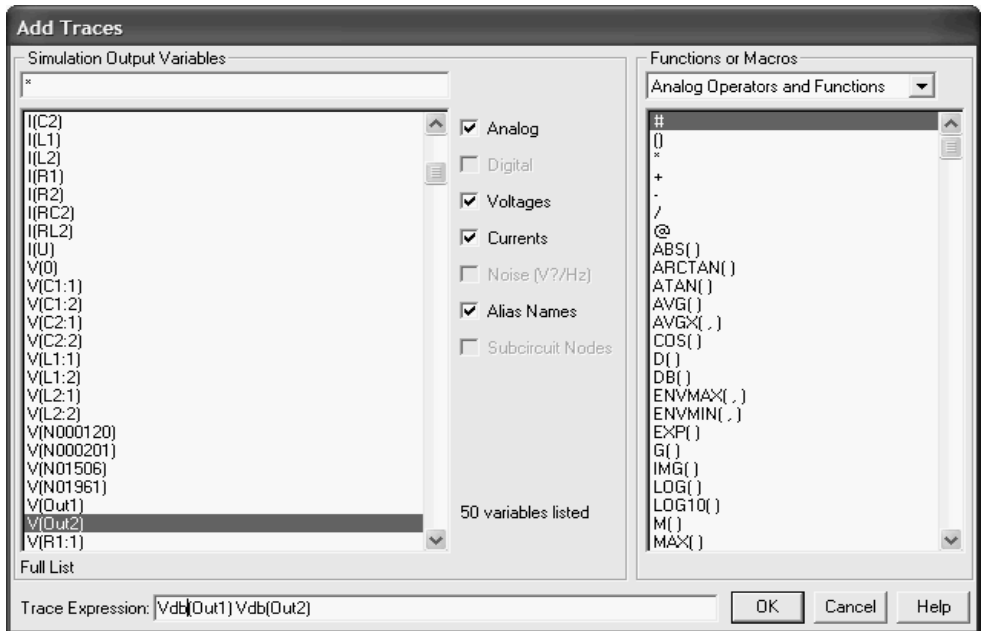 Add Traces
Simulation Output Variables
*
I(C2)
I(L1)
I(L2)
I(R1)
I(R2)
I(RC2)
I(RL2)
I(U)
V(0)
V(C1:1)
V(C1:2)
V(C2:1)
V(C2:2)
V(L1:1)
V(L1:2)
V(L2:1)
V(L2:2)
V(N000120)
V(N000201)
V(N01506)
V(N01961)
V(Out1)
V(Out2)
V(R1:1)
Full List
Analog
Digital
Voltages
Currents
Noise (V?/Hz)
Alias Names
Subcircuit Nodes
50 variables listed
Functions or Macros
Analog Operators and Functions
#
()
*
+
-
/
@
ABS( )
ARCTAN( )
ATAN( )
AVG( )
AVGX( , )
COS( )
D( )
DB( )
ENVMAX( , )
ENVMIN( , )
EXP( )
G( )
IMG( )
LOG( )
LOG10( )
M( )
MAX( )
Trace Expression: Vdb(Out1) Vdb(Out2)
OK
Cancel
Help